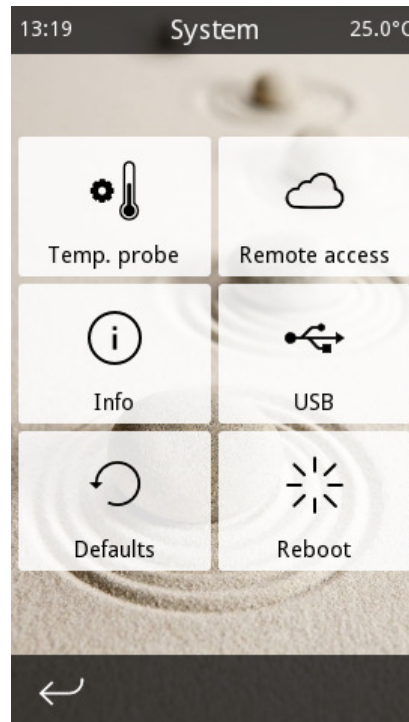 13:19 System 25.0°C
Temp. probe Remote access
Info USB
Defaults Reboot